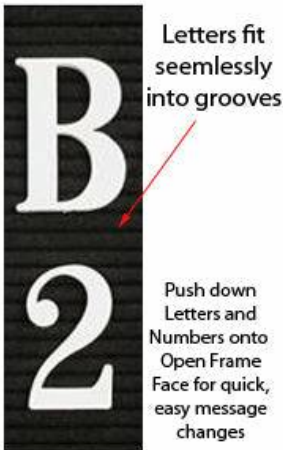 B
2
Letters fit
seemlessly
into grooves
Push down
Letters and
Numbers onto
Open Frame
Face for quick,
easy message
changes